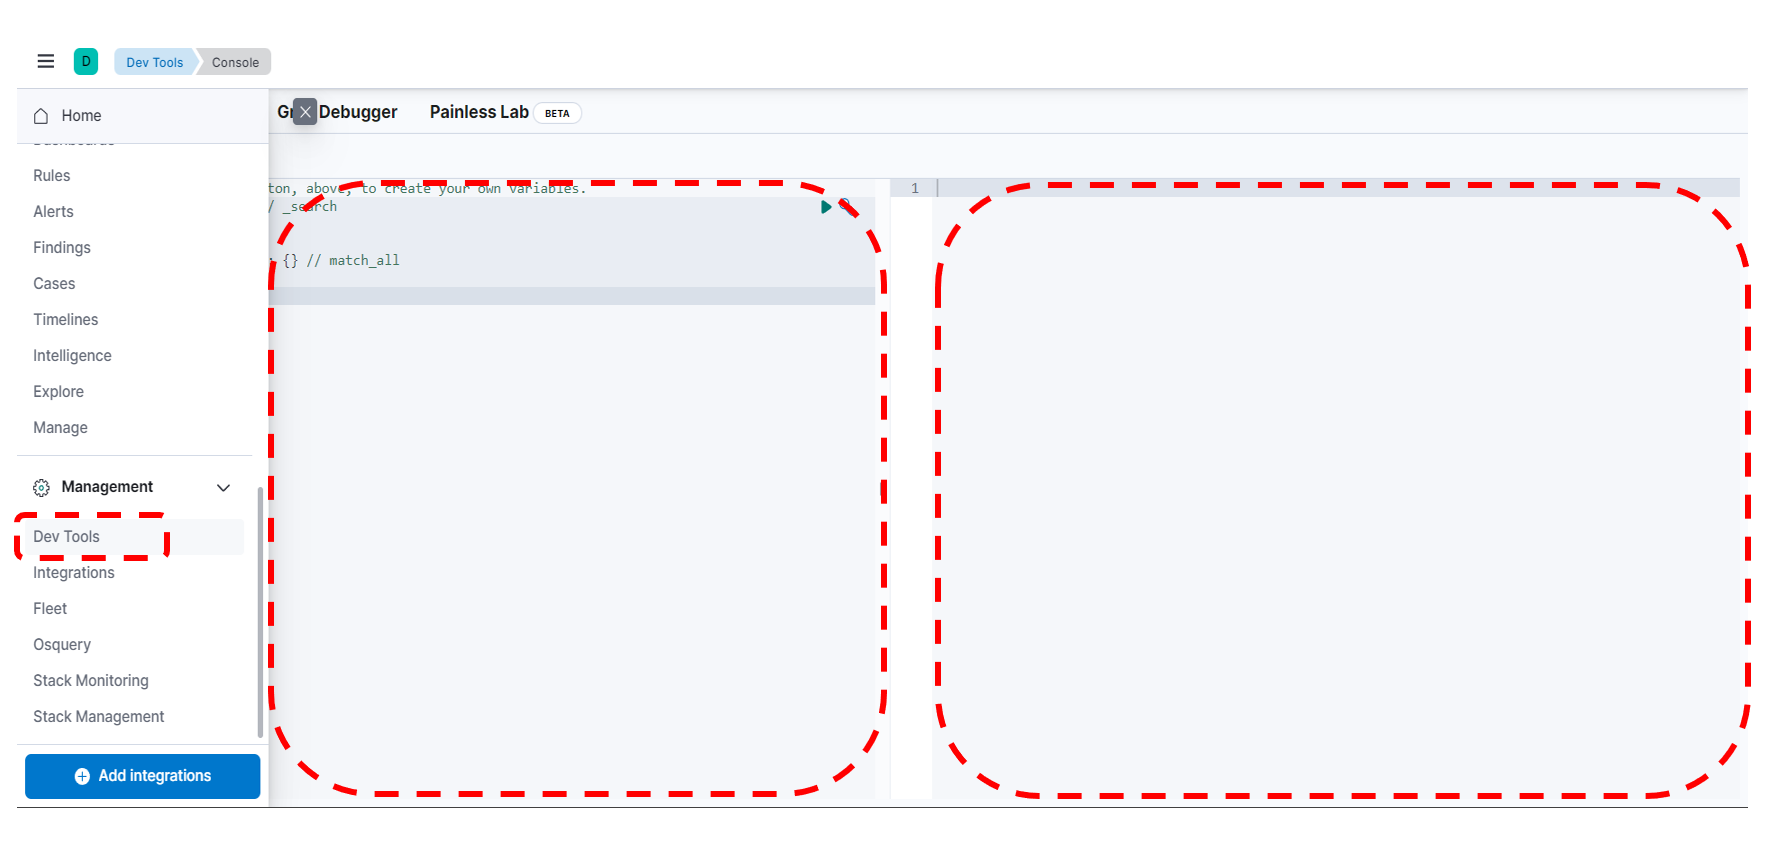 D Dev Tools Console
Home
Debugger Painless Lab BETA
Rules
ton, above, to create your own variables.
1
// _search
Alerts
Findings
{} // match_all
Cases
Timelines
Intelligence
Explore
Manage
Management
Dev Tools
Integrations
Fleet
Osquery
Stack Monitoring
Stack Management
Add integrations